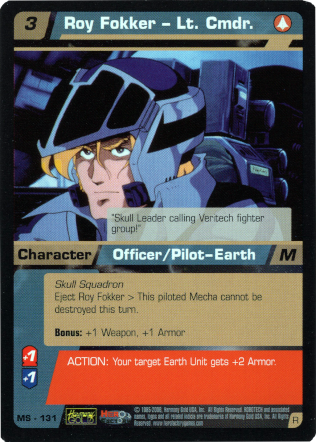 3 Roy Fokker - Lt. Cmdr.
"Skull Leader calling Veritech fighter
group!"
Character Officer/Pilot-Earth M
Skull Squadron
Eject Roy Fokker > This piloted Mecha cannot be
destroyed this turn.
Bonus: +1 Weapon, +1 Armor
+1
+1
ACTION: Your target Earth Unit gets +2 Armor.
MS - 131
Harmony
GOLD
R